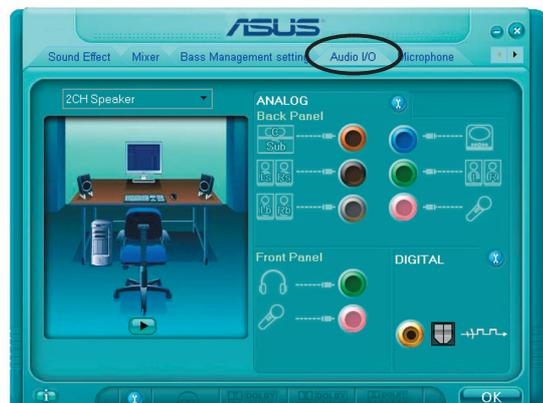 ASUS
Sound Effect
Mixer
Bass Management setting
Audio I/O
Microphone
2CH Speaker
ANALOG
Back Panel
C
Sub
Ls Rs
L R
Lb Rb
Front Panel
DIGITAL
i
OK